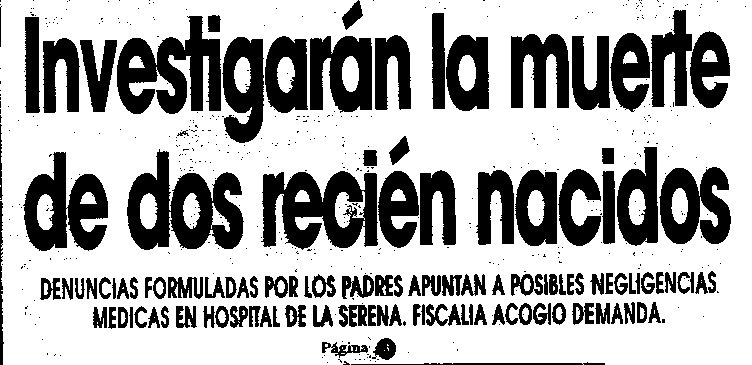 Investigarán la muerte
de dos recién nacidos
DENUNCIAS FORMULADAS POR LOS PADRES APUNTAN A POSIBLES NEGLIGENCIAS
MEDICAS EN HOSPITAL DE LA SERENA. FISCALIA ACOGIO DEMANDA.
Página